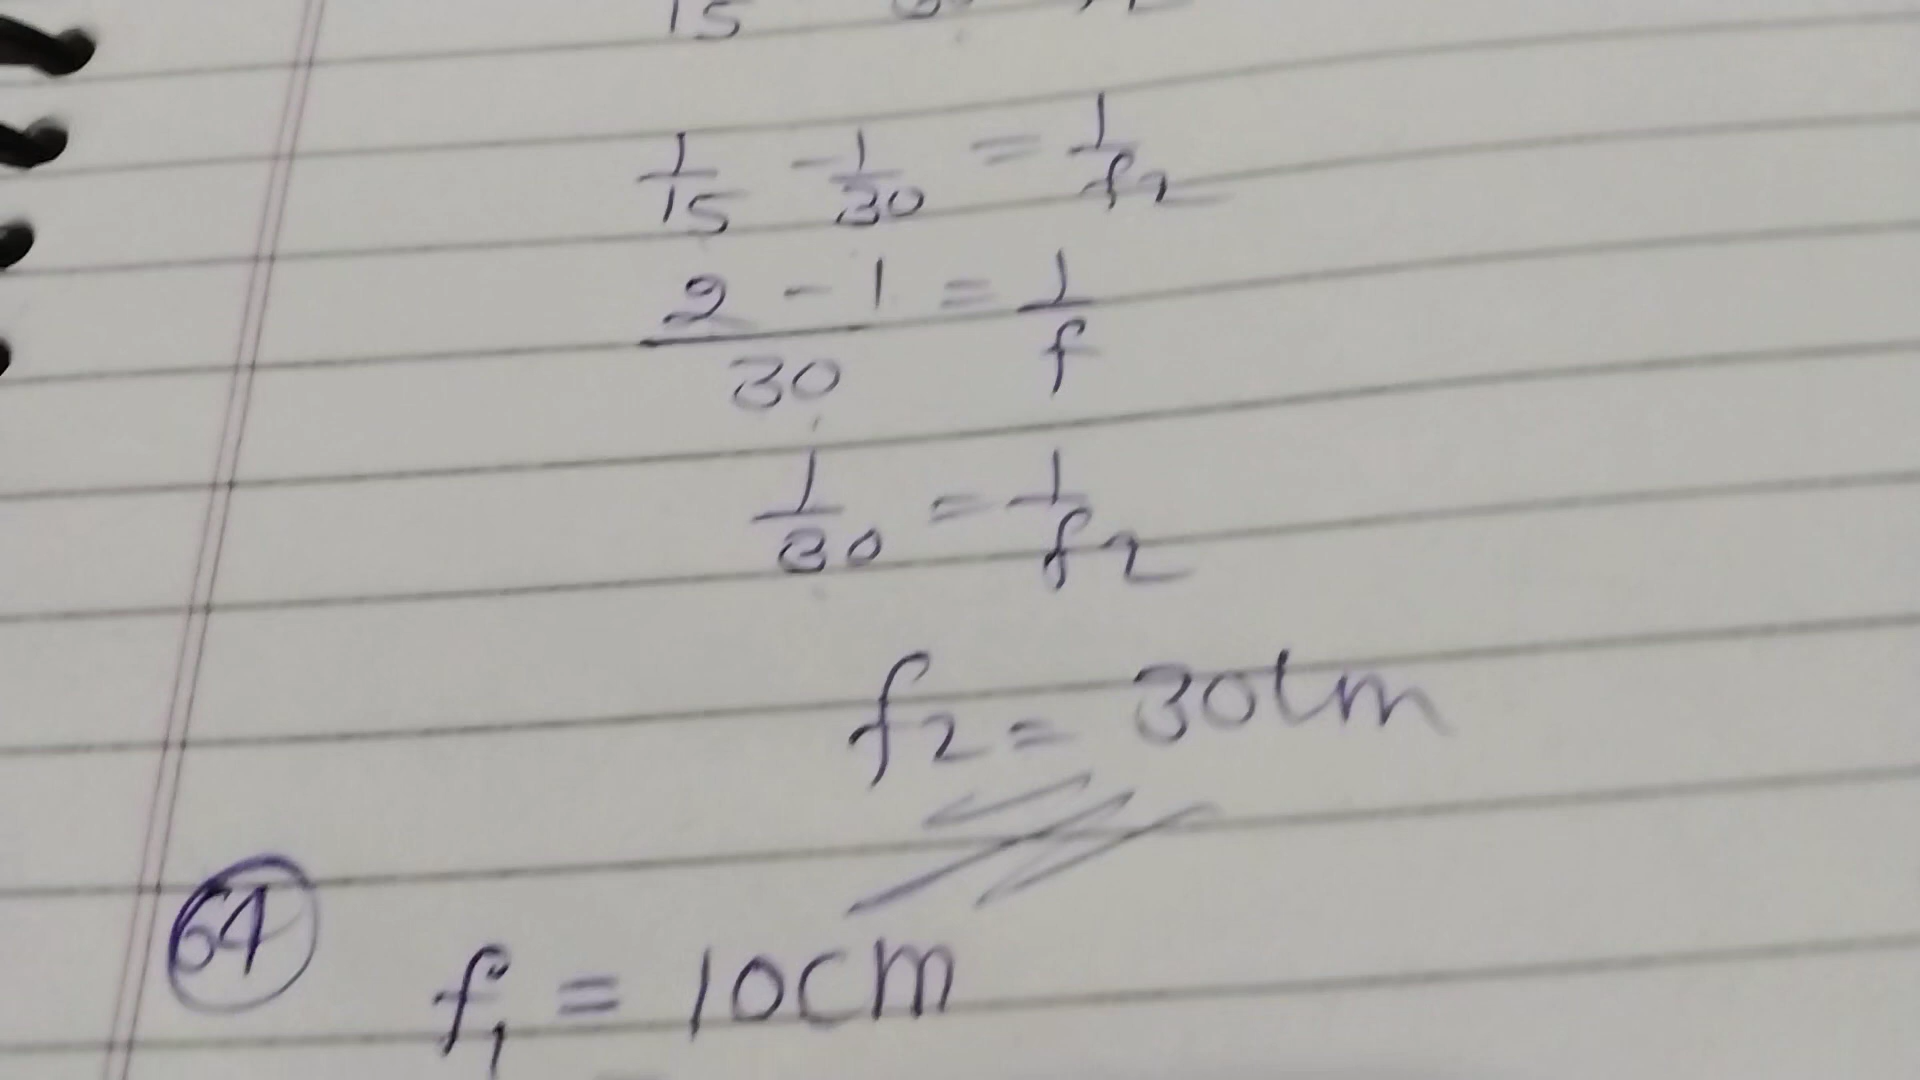 15
1/15 - 1/30 = 1/f2
2 - 1/30 = 1/f
1/30 = 1/f2
f2 = 30cm
64 f1 = 10cm